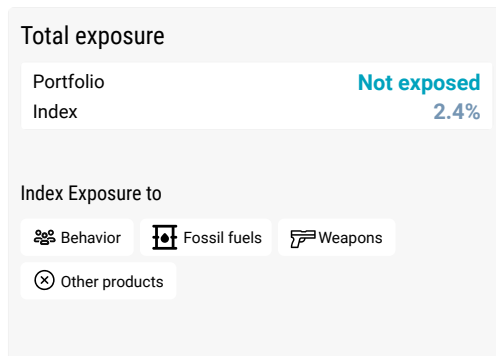 Total exposure
Portfolio Not exposed
Index 2.4%
Index Exposure to
Behavior Fossil fuels Weapons
Other products